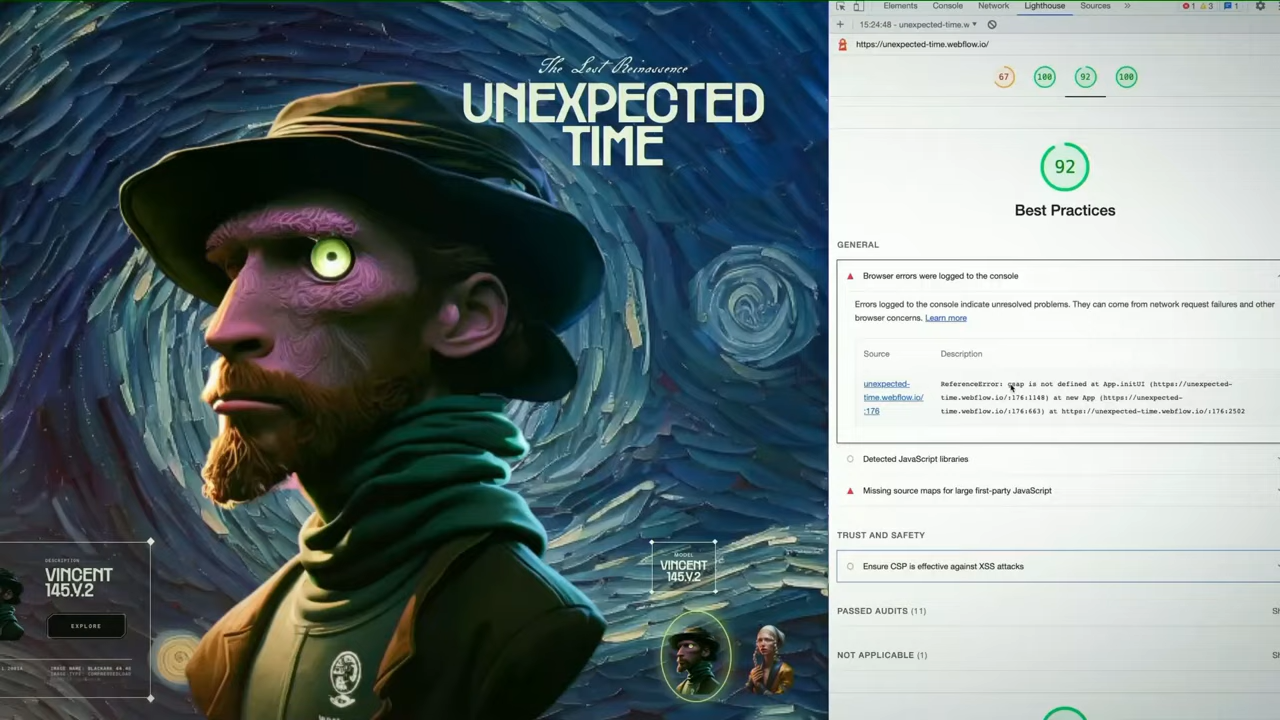 The Lost Reinassence
UNEXPECTED
TIME
DESCRIPTION
VINCENT
145.V.2
EXPLORE
MODEL
VINCENT
145.V.2
Elements Console Network Lighthouse Sources »
1 3 1
15:24:48 - unexpected-time.w
https://unexpected-time.webflow.io/
67 100 92 100
92
Best Practices
GENERAL
Browser errors were logged to the console
Errors logged to the console indicate unresolved problems. They can come from network request failures and other
browser concerns. Learn more
Source Description
unexpected-
time.webflow.io/
:176
ReferenceError: gsap is not defined at App.initUI (https://unexpected-
time.webflow.io/:176:1148) at new App (https://unexpected-
time.webflow.io/:176:663) at https://unexpected-time.webflow.io/:176:2502
Detected JavaScript libraries
Missing source maps for large first-party JavaScript
TRUST AND SAFETY
Ensure CSP is effective against XSS attacks
PASSED AUDITS (11) Sh
NOT APPLICABLE (1) Sh